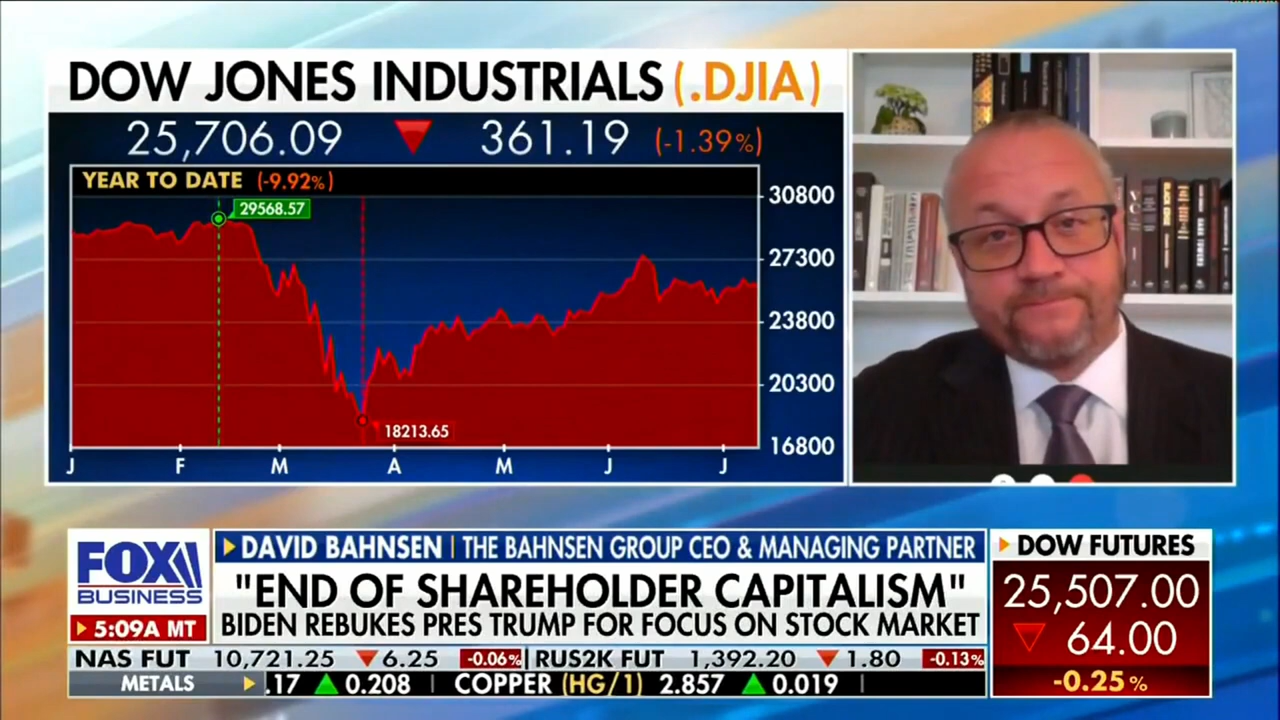 DOW JONES INDUSTRIALS (.DJIA)
25,706.09 ▼ 361.19 (-1.39%)
YEAR TO DATE (-9.92%)
29568.57
18213.65
30800
27300
23800
20300
16800
J F M A M J J
BLACK EDGE
FOX BUSINESS
5:09A MT
DAVID BAHNSEN | THE BAHNSEN GROUP CEO & MANAGING PARTNER
"END OF SHAREHOLDER CAPITALISM"
BIDEN REBUKES PRES TRUMP FOR FOCUS ON STOCK MARKET
DOW FUTURES
25,507.00
▼ 64.00
-0.25%
NAS FUT 10,721.25 ▼ 6.25 -0.06% RUS2K FUT 1,392.20 ▼ 1.80 -0.13%
METALS .17 ▲ 0.208 | COPPER (HG/1) 2.857 ▲ 0.019 |